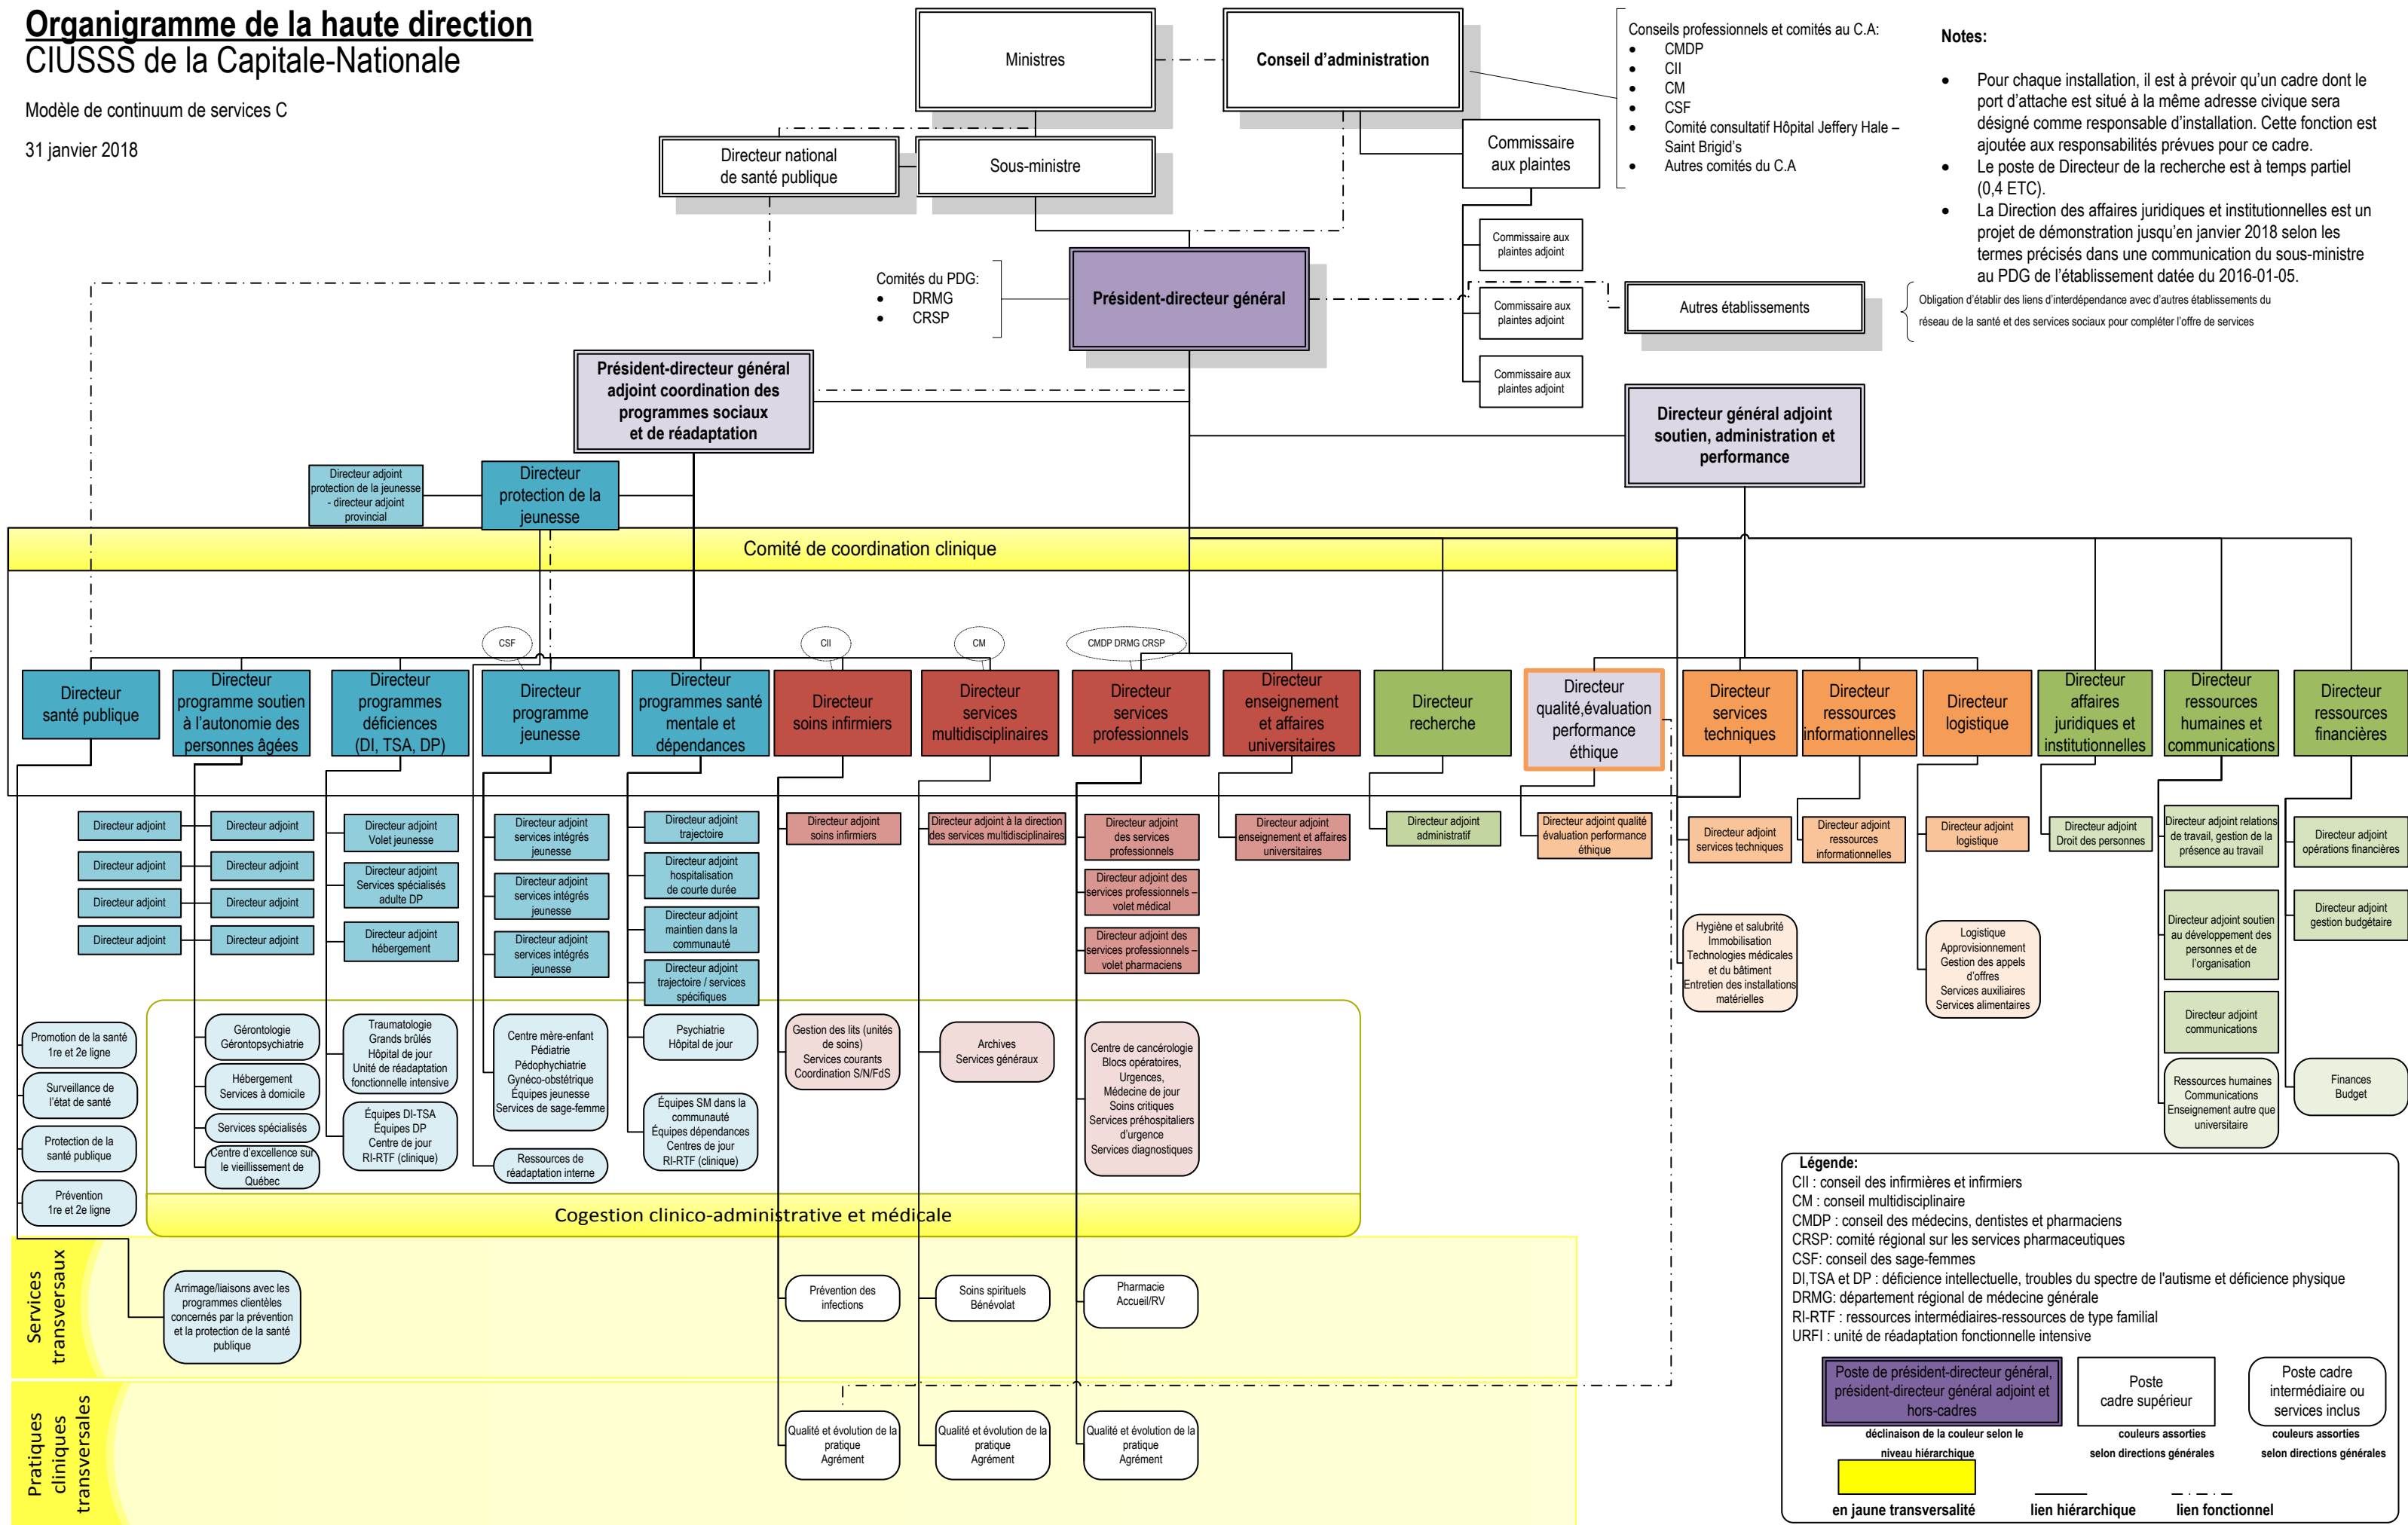 Organigramme de la haute direction
CIUSSS de la Capitale-Nationale
Modèle de continuum de services C
31 janvier 2018
Ministres
Conseil d'administration
Conseils professionnels et comités au C.A:
• CMDP
• CII
• CM
• CSF
• Comité consultatif Hôpital Jeffery Hale –
Saint Brigid's
• Autres comités du C.A
Notes:
• Pour chaque installation, il est à prévoir qu'un cadre dont le
port d'attache est situé à la même adresse civique sera
désigné comme responsable d'installation. Cette fonction est
ajoutée aux responsabilités prévues pour ce cadre.
• Le poste de Directeur de la recherche est à temps partiel
(0,4 ETC).
• La Direction des affaires juridiques et institutionnelles est un
projet de démonstration jusqu'en janvier 2018 selon les
termes précisés dans une communication du sous-ministre
au PDG de l'établissement datée du 2016-01-05.
Directeur national
de santé publique
Sous-ministre
Commissaire
aux plaintes
Commissaire aux
plaintes adjoint
Commissaire aux
plaintes adjoint
Commissaire aux
plaintes adjoint
Comités du PDG:
• DRMG
• CRSP
Président-directeur général
Autres établissements
Obligation d'établir des liens d'interdépendance avec d'autres établissements du
réseau de la santé et des services sociaux pour compléter l'offre de services
Président-directeur général
adjoint coordination des
programmes sociaux
et de réadaptation
Directeur général adjoint
soutien, administration et
performance
Directeur adjoint
protection de la jeunesse
- directeur adjoint
provincial
Directeur
protection de la
jeunesse
Comité de coordination clinique
CSF
CII
CM
CMDP DRMG CRSP
Directeur
santé publique
Directeur
programme soutien
à l'autonomie des
personnes âgées
Directeur
programmes
déficiences
(DI, TSA, DP)
Directeur
programme
jeunesse
Directeur
programmes santé
mentale et
dépendances
Directeur
soins infirmiers
Directeur
services
multidisciplinaires
Directeur
services
professionnels
Directeur
enseignement
et affaires
universitaires
Directeur
recherche
Directeur
qualité,évaluation
performance
éthique
Directeur
services
techniques
Directeur
ressources
informationnelles
Directeur
logistique
Directeur
affaires
juridiques et
institutionnelles
Directeur
ressources
humaines et
communications
Directeur
ressources
financières
Directeur adjoint
Directeur adjoint
Directeur adjoint
Directeur adjoint
Directeur adjoint
Directeur adjoint
Directeur adjoint
Directeur adjoint
Directeur adjoint
Volet jeunesse
Directeur adjoint
Services spécialisés
adulte DP
Directeur adjoint
hébergement
Directeur adjoint
services intégrés
jeunesse
Directeur adjoint
services intégrés
jeunesse
Directeur adjoint
services intégrés
jeunesse
Directeur adjoint
trajectoire
Directeur adjoint
hospitalisation
de courte durée
Directeur adjoint
maintien dans la
communauté
Directeur adjoint
trajectoire / services
spécifiques
Directeur adjoint
soins infirmiers
Directeur adjoint à la direction
des services multidisciplinaires
Directeur adjoint
des services
professionnels
Directeur adjoint des
services professionnels –
volet médical
Directeur adjoint des
services professionnels –
volet pharmaciens
Directeur adjoint
enseignement et affaires
universitaires
Directeur adjoint
administratif
Directeur adjoint qualité
évaluation performance
éthique
Directeur adjoint
services techniques
Directeur adjoint
ressources
informationnelles
Directeur adjoint
logistique
Directeur adjoint
Droit des personnes
Directeur adjoint relations
de travail, gestion de la
présence au travail
Directeur adjoint soutien
au développement des
personnes et de
l'organisation
Directeur adjoint
communications
Directeur adjoint
opérations financières
Directeur adjoint
gestion budgétaire
Hygiène et salubrité
Immobilisation
Technologies médicales
et du bâtiment
Entretien des installations
matérielles
Logistique
Approvisionnement
Gestion des appels
d'offres
Services auxiliaires
Services alimentaires
Ressources humaines
Communications
Enseignement autre que
universitaire
Finances
Budget
Promotion de la santé
1re et 2e ligne
Surveillance de
l'état de santé
Protection de la
santé publique
Prévention
1re et 2e ligne
Gérontologie
Gérontopsychiatrie
Hébergement
Services à domicile
Services spécialisés
Centre d'excellence sur
le vieillissement de
Québec
Traumatologie
Grands brûlés
Hôpital de jour
Unité de réadaptation
fonctionnelle intensive
Équipes DI-TSA
Équipes DP
Centre de jour
RI-RTF (clinique)
Centre mère-enfant
Pédiatrie
Pédophychiatrie
Gynéco-obstétrique
Équipes jeunesse
Services de sage-femme
Ressources de
réadaptation interne
Psychiatrie
Hôpital de jour
Équipes SM dans la
communauté
Équipes dépendances
Centres de jour
RI-RTF (clinique)
Gestion des lits (unités
de soins)
Services courants
Coordination S/N/FdS
Archives
Services généraux
Centre de cancérologie
Blocs opératoires,
Urgences,
Médecine de jour
Soins critiques
Services préhospitaliers
d'urgence
Services diagnostiques
Cogestion clinico-administrative et médicale
Services
transversaux
Arrimage/liaisons avec les
programmes clientèles
concernés par la prévention
et la protection de la santé
publique
Prévention des
infections
Soins spirituels
Bénévolat
Pharmacie
Accueil/RV
Pratiques
cliniques
transversales
Qualité et évolution de la
pratique
Agrément
Qualité et évolution de la
pratique
Agrément
Qualité et évolution de la
pratique
Agrément
Légende:
CII : conseil des infirmières et infirmiers
CM : conseil multidisciplinaire
CMDP : conseil des médecins, dentistes et pharmaciens
CRSP: comité régional sur les services pharmaceutiques
CSF: conseil des sage-femmes
DI,TSA et DP : déficience intellectuelle, troubles du spectre de l'autisme et déficience physique
DRMG: département régional de médecine générale
RI-RTF : ressources intermédiaires-ressources de type familial
URFI : unité de réadaptation fonctionnelle intensive
Poste de président-directeur général,
président-directeur général adjoint et
hors-cadres
déclinaison de la couleur selon le
niveau hiérarchique
Poste
cadre supérieur
couleurs assorties
selon directions générales
Poste cadre
intermédiaire ou
services inclus
couleurs assorties
selon directions générales
en jaune transversalité
lien hiérarchique
lien fonctionnel